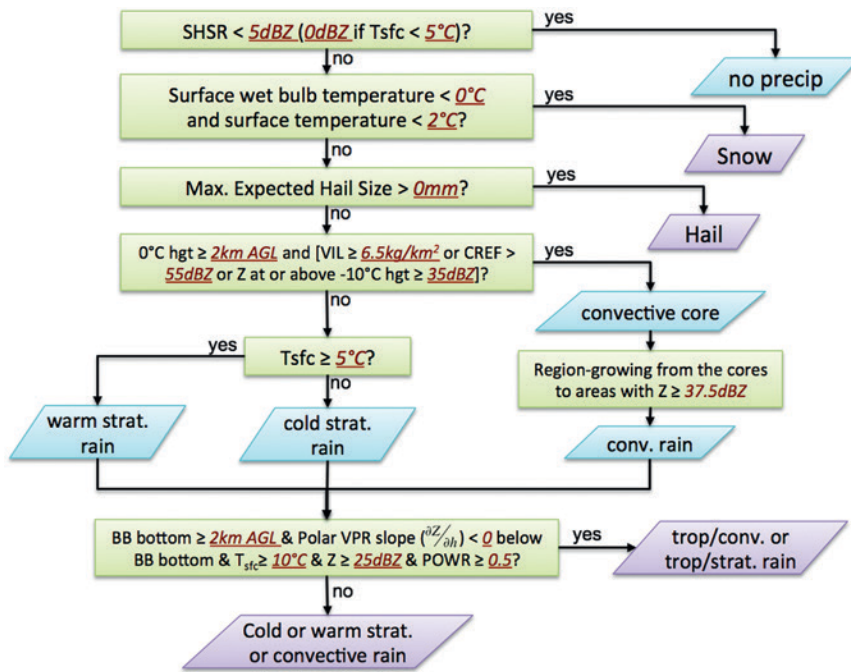 SHSR < 5dBZ (0dBZ if Tsfc < 5°C)?
yes
no
no precip
Surface wet bulb temperature < 0°C
and surface temperature < 2°C?
yes
no
Snow
Max. Expected Hail Size > 0mm?
yes
no
Hail
0°C hgt ≥ 2km AGL and [VIL ≥ 6.5kg/km² or CREF >
55dBZ or Z at or above -10°C hgt ≥ 35dBZ]?
yes
no
convective core
yes
Tsfc ≥ 5°C?
no
Region-growing from the cores
to areas with Z ≥ 37.5dBZ
warm strat.
rain
cold strat.
rain
conv. rain
BB bottom ≥ 2km AGL & Polar VPR slope (∂Z/∂h) < 0 below
BB bottom & Tsfc ≥ 10°C & Z ≥ 25dBZ & POWR ≥ 0.5?
yes
no
trop/conv. or
trop/strat. rain
Cold or warm strat.
or convective rain